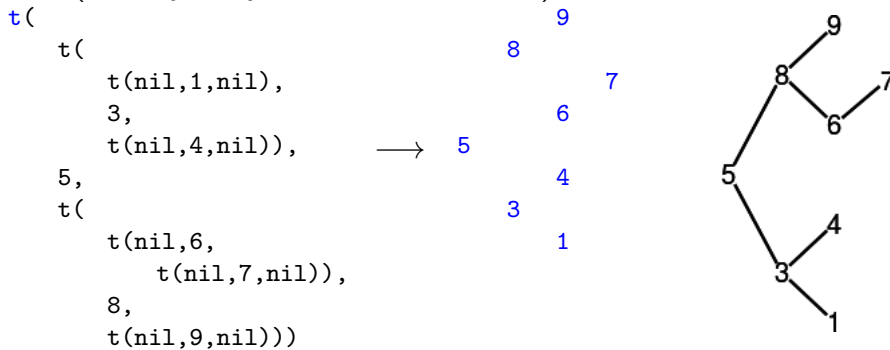 t(
t(
t(nil,1,nil),
3,
t(nil,4,nil)),
5,
t(
t(nil,6,
t(nil,7,nil)),
8,
t(nil,9,nil)))
⟶
9
8
7
6
5
4
3
1
9
8
7
6
5
4
3
1